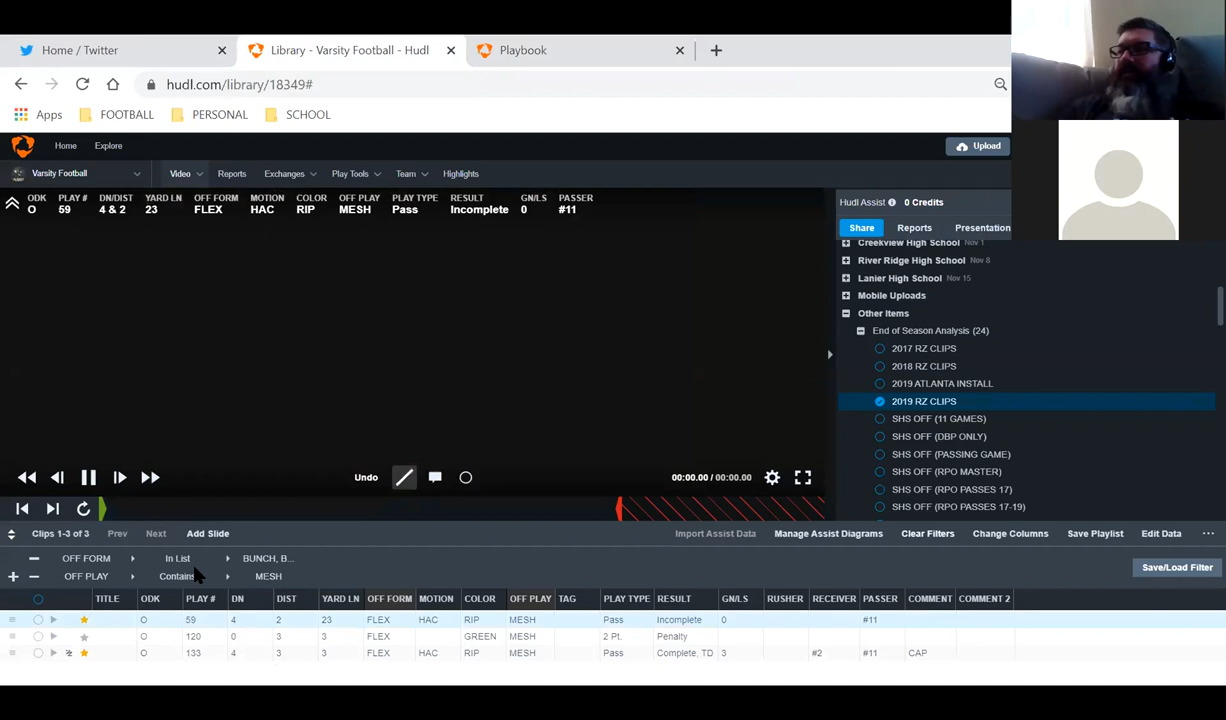 Home / Twitter
Library - Varsity Football - Hudl
Playbook
hudl.com/library/18349#
Apps FOOTBALL PERSONAL SCHOOL
Home Explore
Upload
Varsity Football Video Reports Exchanges Play Tools Team Highlights
ODK PLAY # DN/DIST YARD LN OFF FORM MOTION COLOR OFF PLAY PLAY TYPE RESULT GN/LS PASSER
O 59 4 & 2 23 FLEX HAC RIP MESH Pass Incomplete 0 #11
Hudl Assist 0 Credits
Share Reports Presentation
Creekview High School Nov 1
River Ridge High School Nov 8
Lanier High School Nov 15
Mobile Uploads
Other Items
End of Season Analysis (24)
2017 RZ CLIPS
2018 RZ CLIPS
2019 ATLANTA INSTALL
2019 RZ CLIPS
SHS OFF (11 GAMES)
SHS OFF (DBP ONLY)
SHS OFF (PASSING GAME)
SHS OFF (RPO MASTER)
SHS OFF (RPO PASSES 17)
SHS OFF (RPO PASSES 17-19)
Undo
00:00.00 / 00:00.00
Clips 1-3 of 3 Prev Next Add Slide Import Assist Data Manage Assist Diagrams Clear Filters Change Columns Save Playlist Edit Data
OFF FORM In List BUNCH, B...
OFF PLAY Contains MESH
Save/Load Filter
TITLE ODK PLAY # DN DIST YARD LN OFF FORM MOTION COLOR OFF PLAY TAG PLAY TYPE RESULT GN/LS RUSHER RECEIVER PASSER COMMENT COMMENT 2
O 59 4 2 23 FLEX HAC RIP MESH Pass Incomplete 0 #11
O 120 0 3 3 FLEX GREEN MESH 2 Pt. Penalty
O 133 4 3 3 FLEX HAC RIP MESH Pass Complete, TD 3 #2 #11 CAP